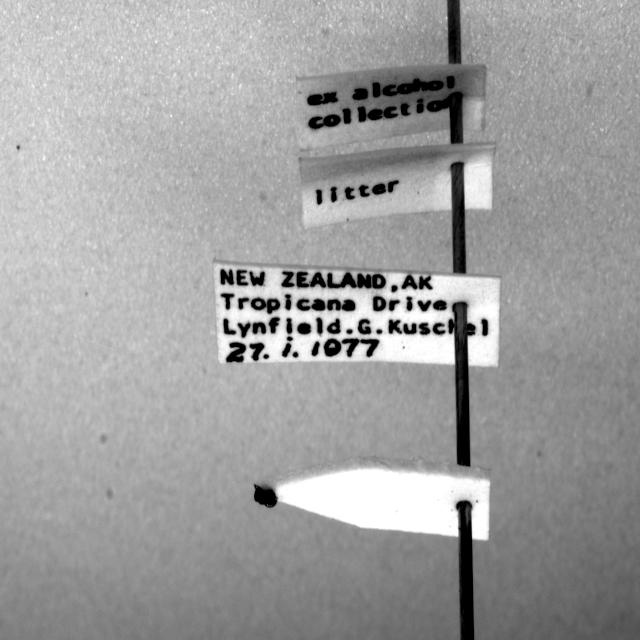 ex alcohol
collection
litter
NEW ZEALAND.AK
Tropicana Drive
Lynfield.G.Kuschel
27.i.1977